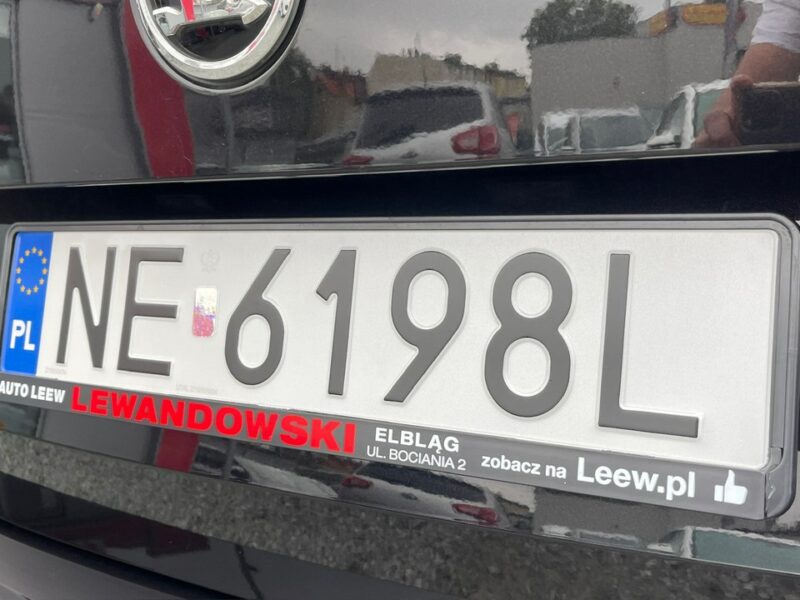 PL
NE 6198L
AUTO LEEW LEWANDOWSKI ELBLĄG
UL. BOCIANIA 2
zobacz na Leew.pl